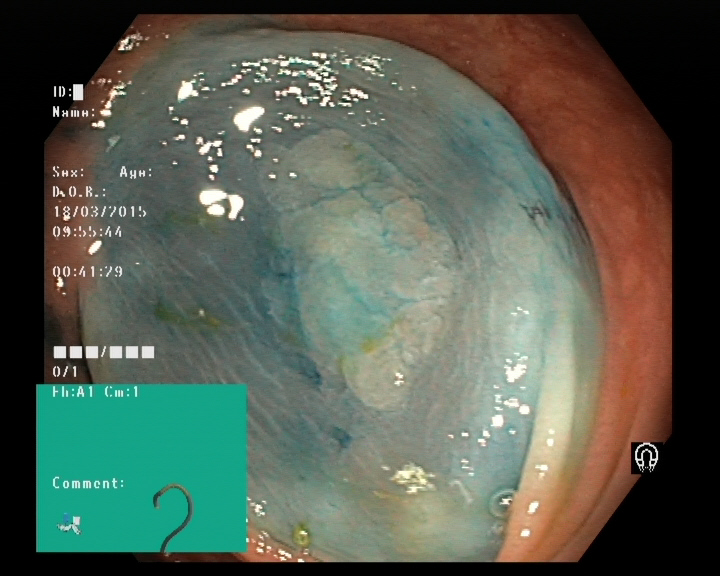 ID:
Name:
Sex: Age:
D.O.B.:
18/03/2015
09:55:44
00:41:29
/
0/1
Eh:A1 Cm:1
Comment: